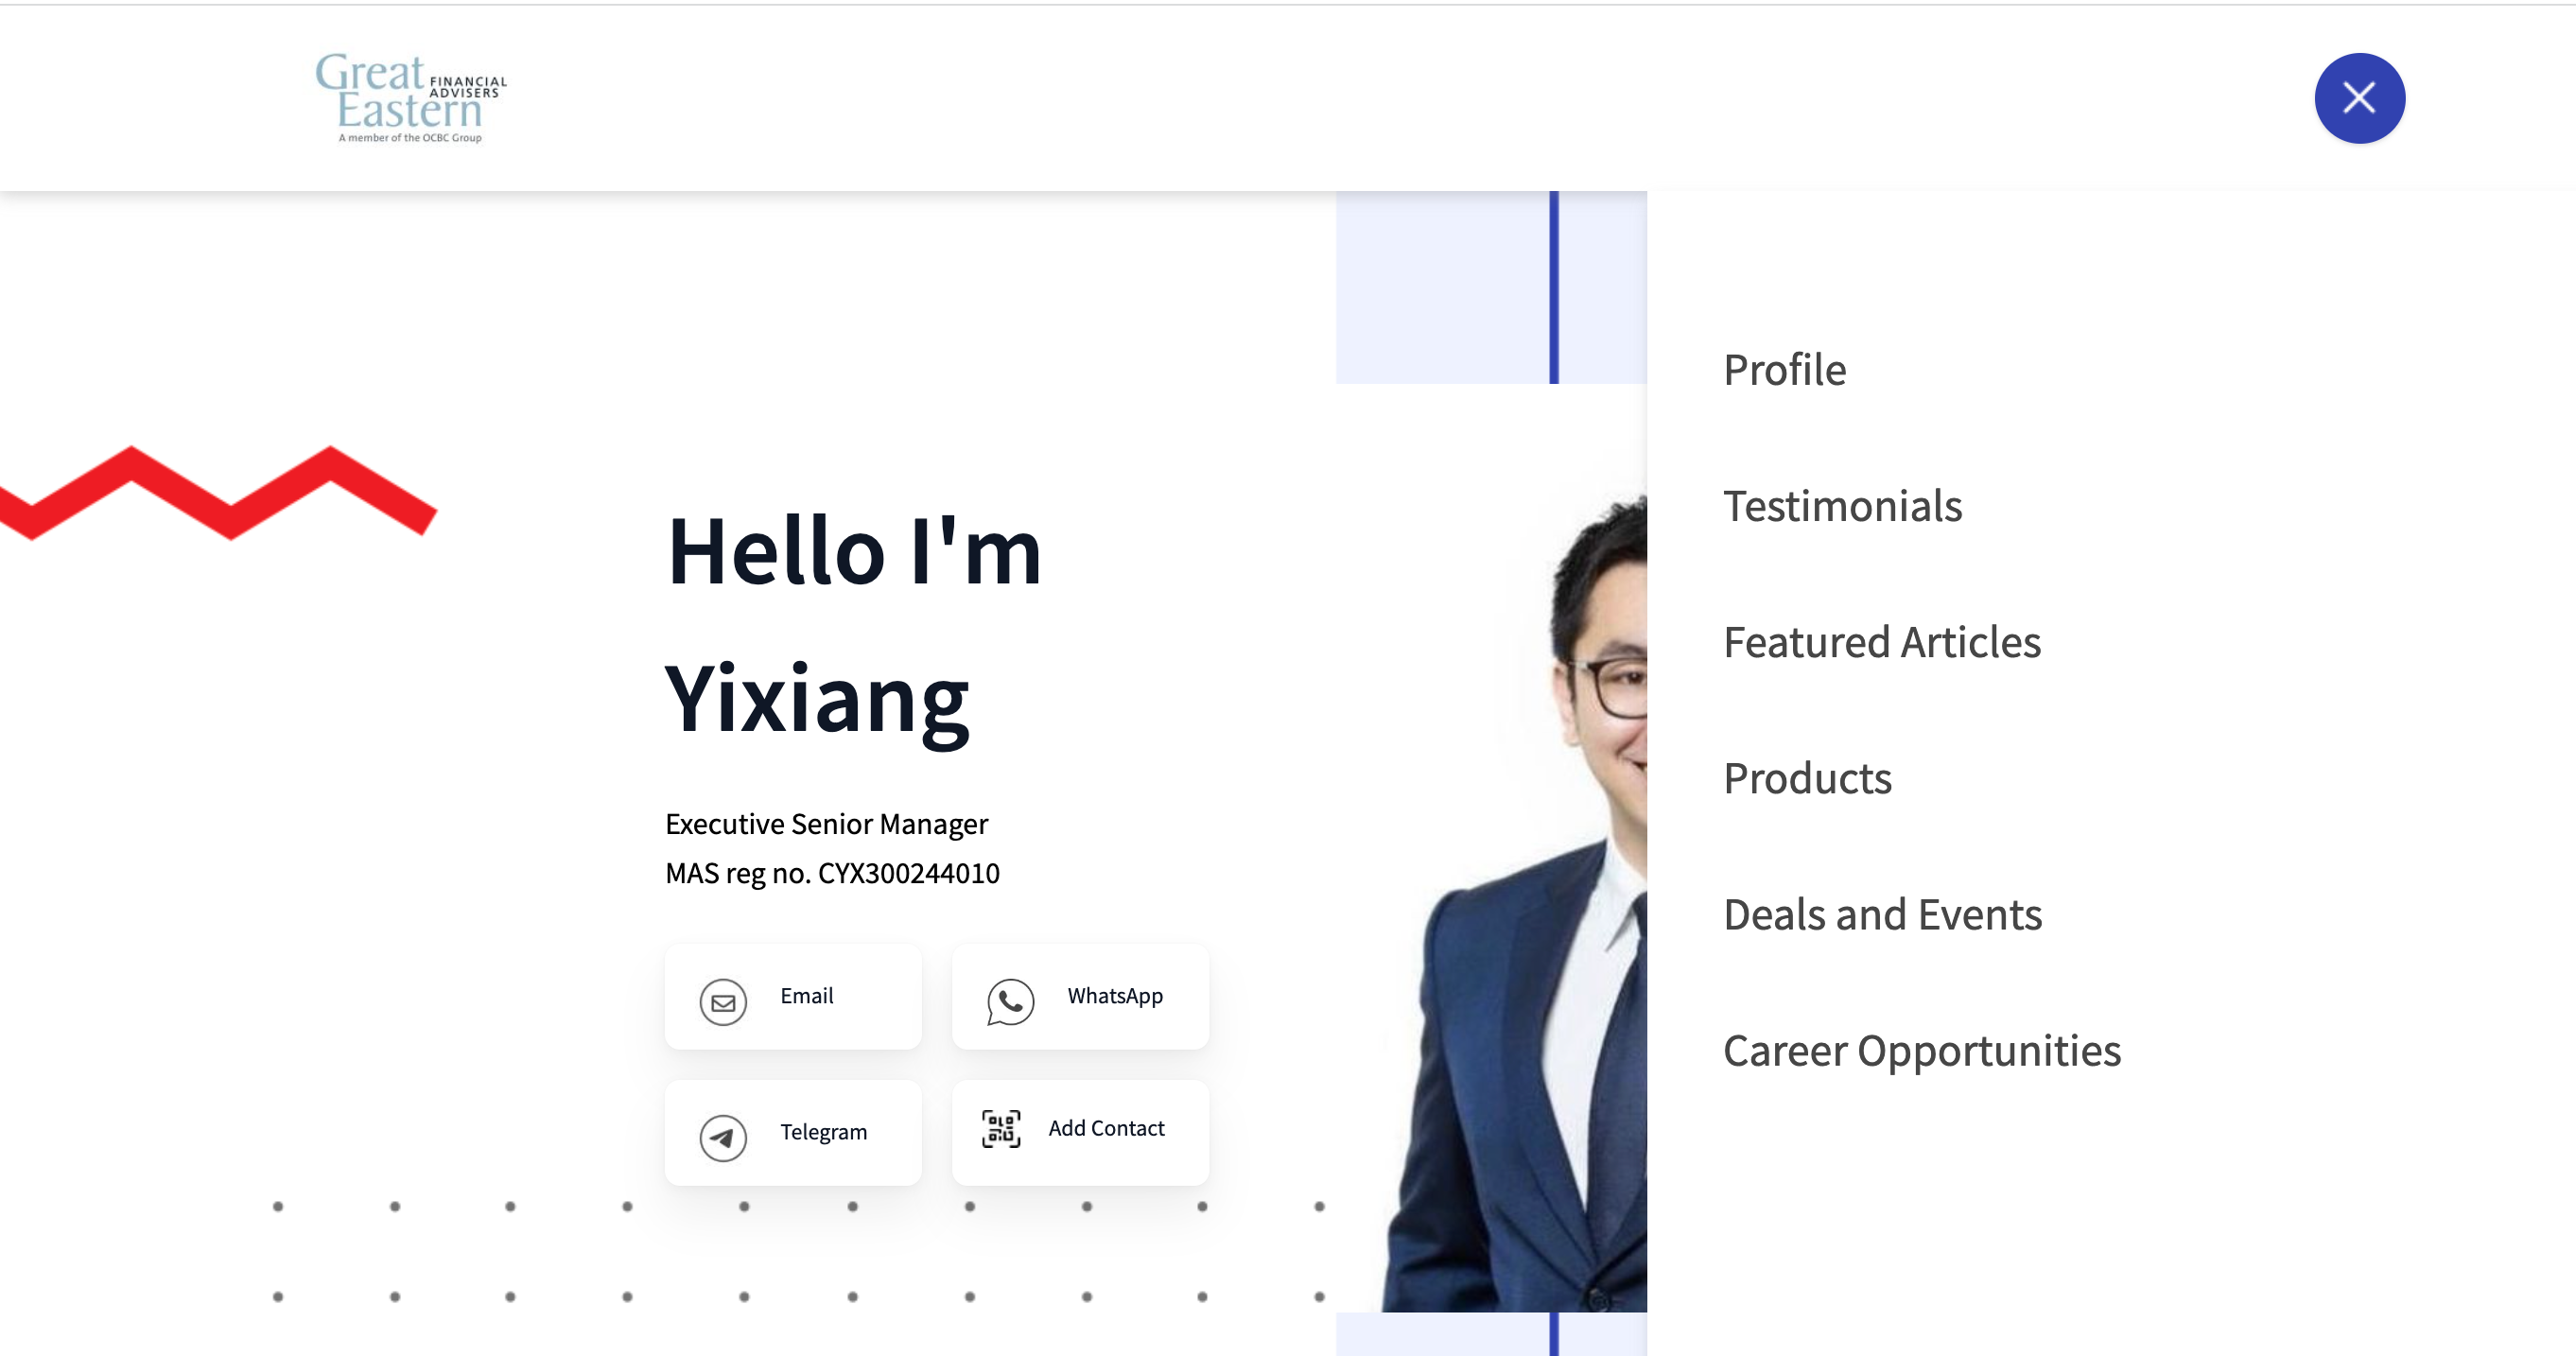 Great
FINANCIAL
ADVISERS
Eastern
A member of the OCBC Group
Hello I'm
Yixiang
Executive Senior Manager
MAS reg no. CYX300244010
Email
WhatsApp
Telegram
Add Contact
Profile
Testimonials
Featured Articles
Products
Deals and Events
Career Opportunities